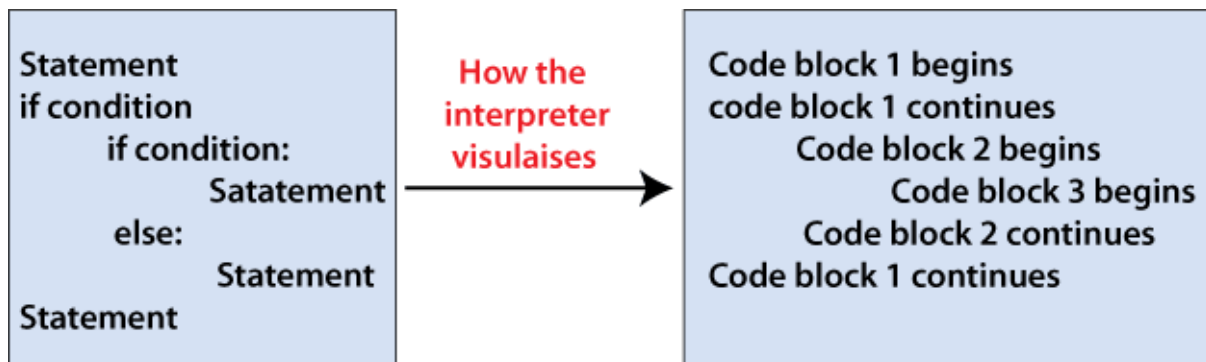 Statement
if condition
if condition:
Satatement
else:
Statement
Statement
How the
interpreter
visulaises
Code block 1 begins
code block 1 continues
Code block 2 begins
Code block 3 begins
Code block 2 continues
Code block 1 continues